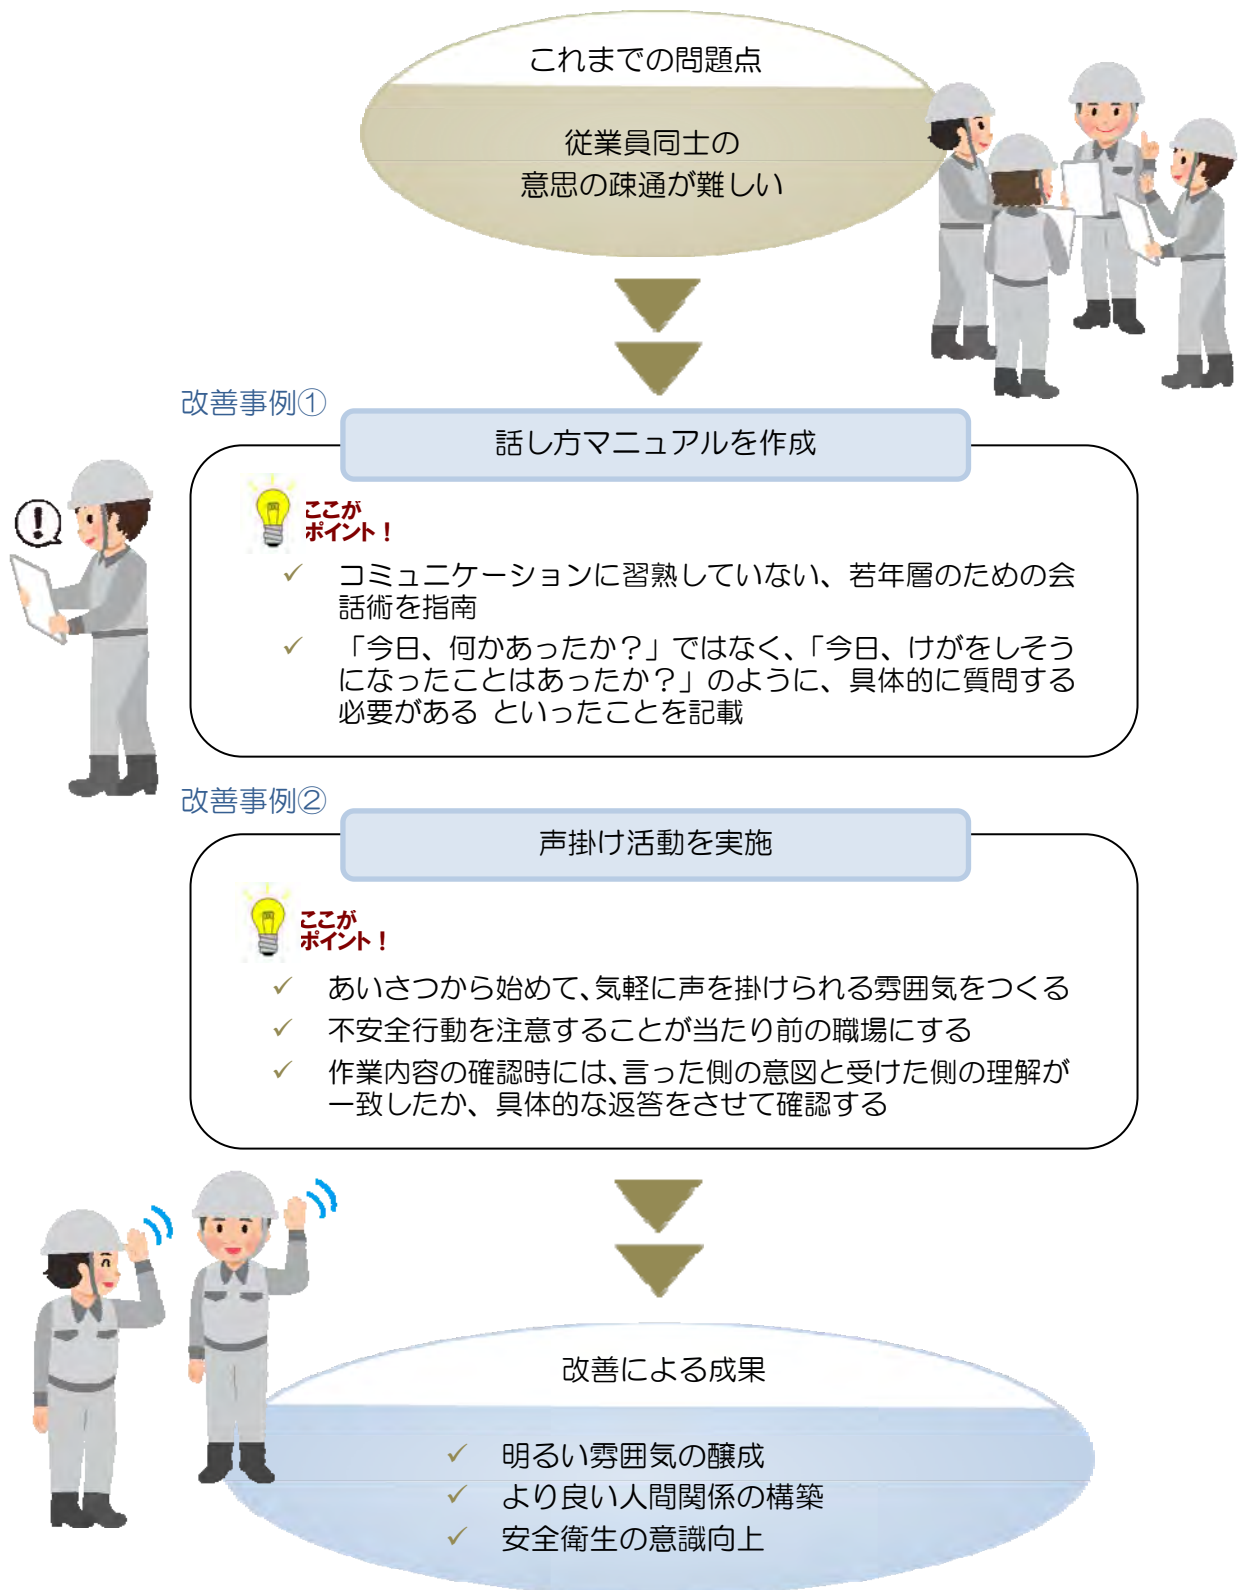 これまでの問題点
従業員同士の
意思の疎通が難しい
改善事例①
話し方マニュアルを作成
ここが
ポイント！
✓ コミュニケーションに習熟していない、若年層のための会
話術を指南
✓ 「今日、何かあったか？」ではなく、「今日、けがをしそう
になったことはあったか？」のように、具体的に質問する
必要がある といったことを記載
改善事例②
声掛け活動を実施
ここが
ポイント！
✓ あいさつから始めて、気軽に声を掛けられる雰囲気をつくる
✓ 不安全行動を注意することが当たり前の職場にする
✓ 作業内容の確認時には、言った側の意図と受けた側の理解が
一致したか、具体的な返答をさせて確認する
改善による成果
✓ 明るい雰囲気の醸成
✓ より良い人間関係の構築
✓ 安全衛生の意識向上